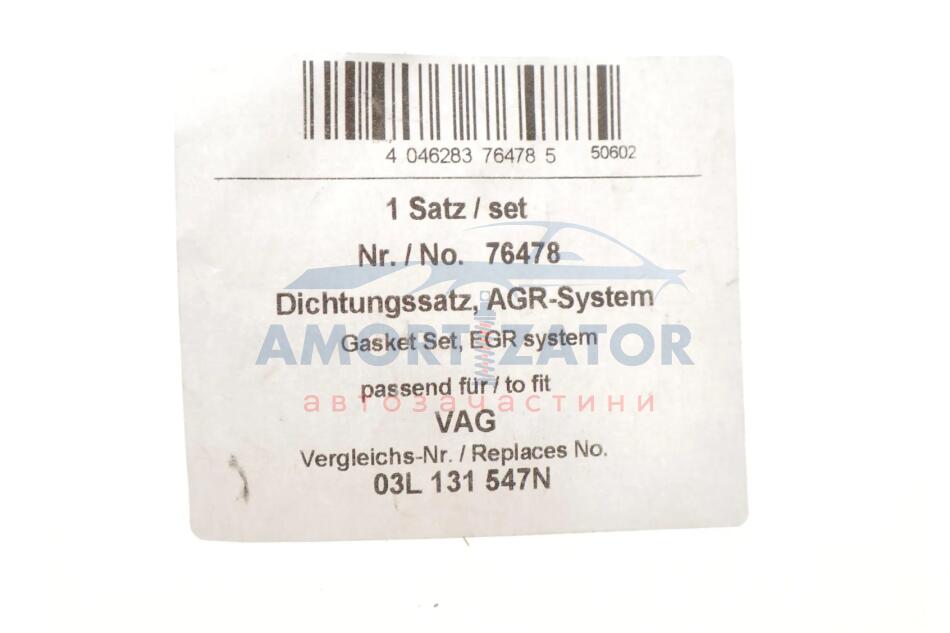 4 046283 76478 5 50602
1 Satz / set
Nr. / No. 76478
Dichtungssatz, AGR-System
AMORTIZATOR
Gasket Set, EGR system
passend für / to fit
автозапчастини
VAG
Vergleichs-Nr. / Replaces No.
03L 131 547N